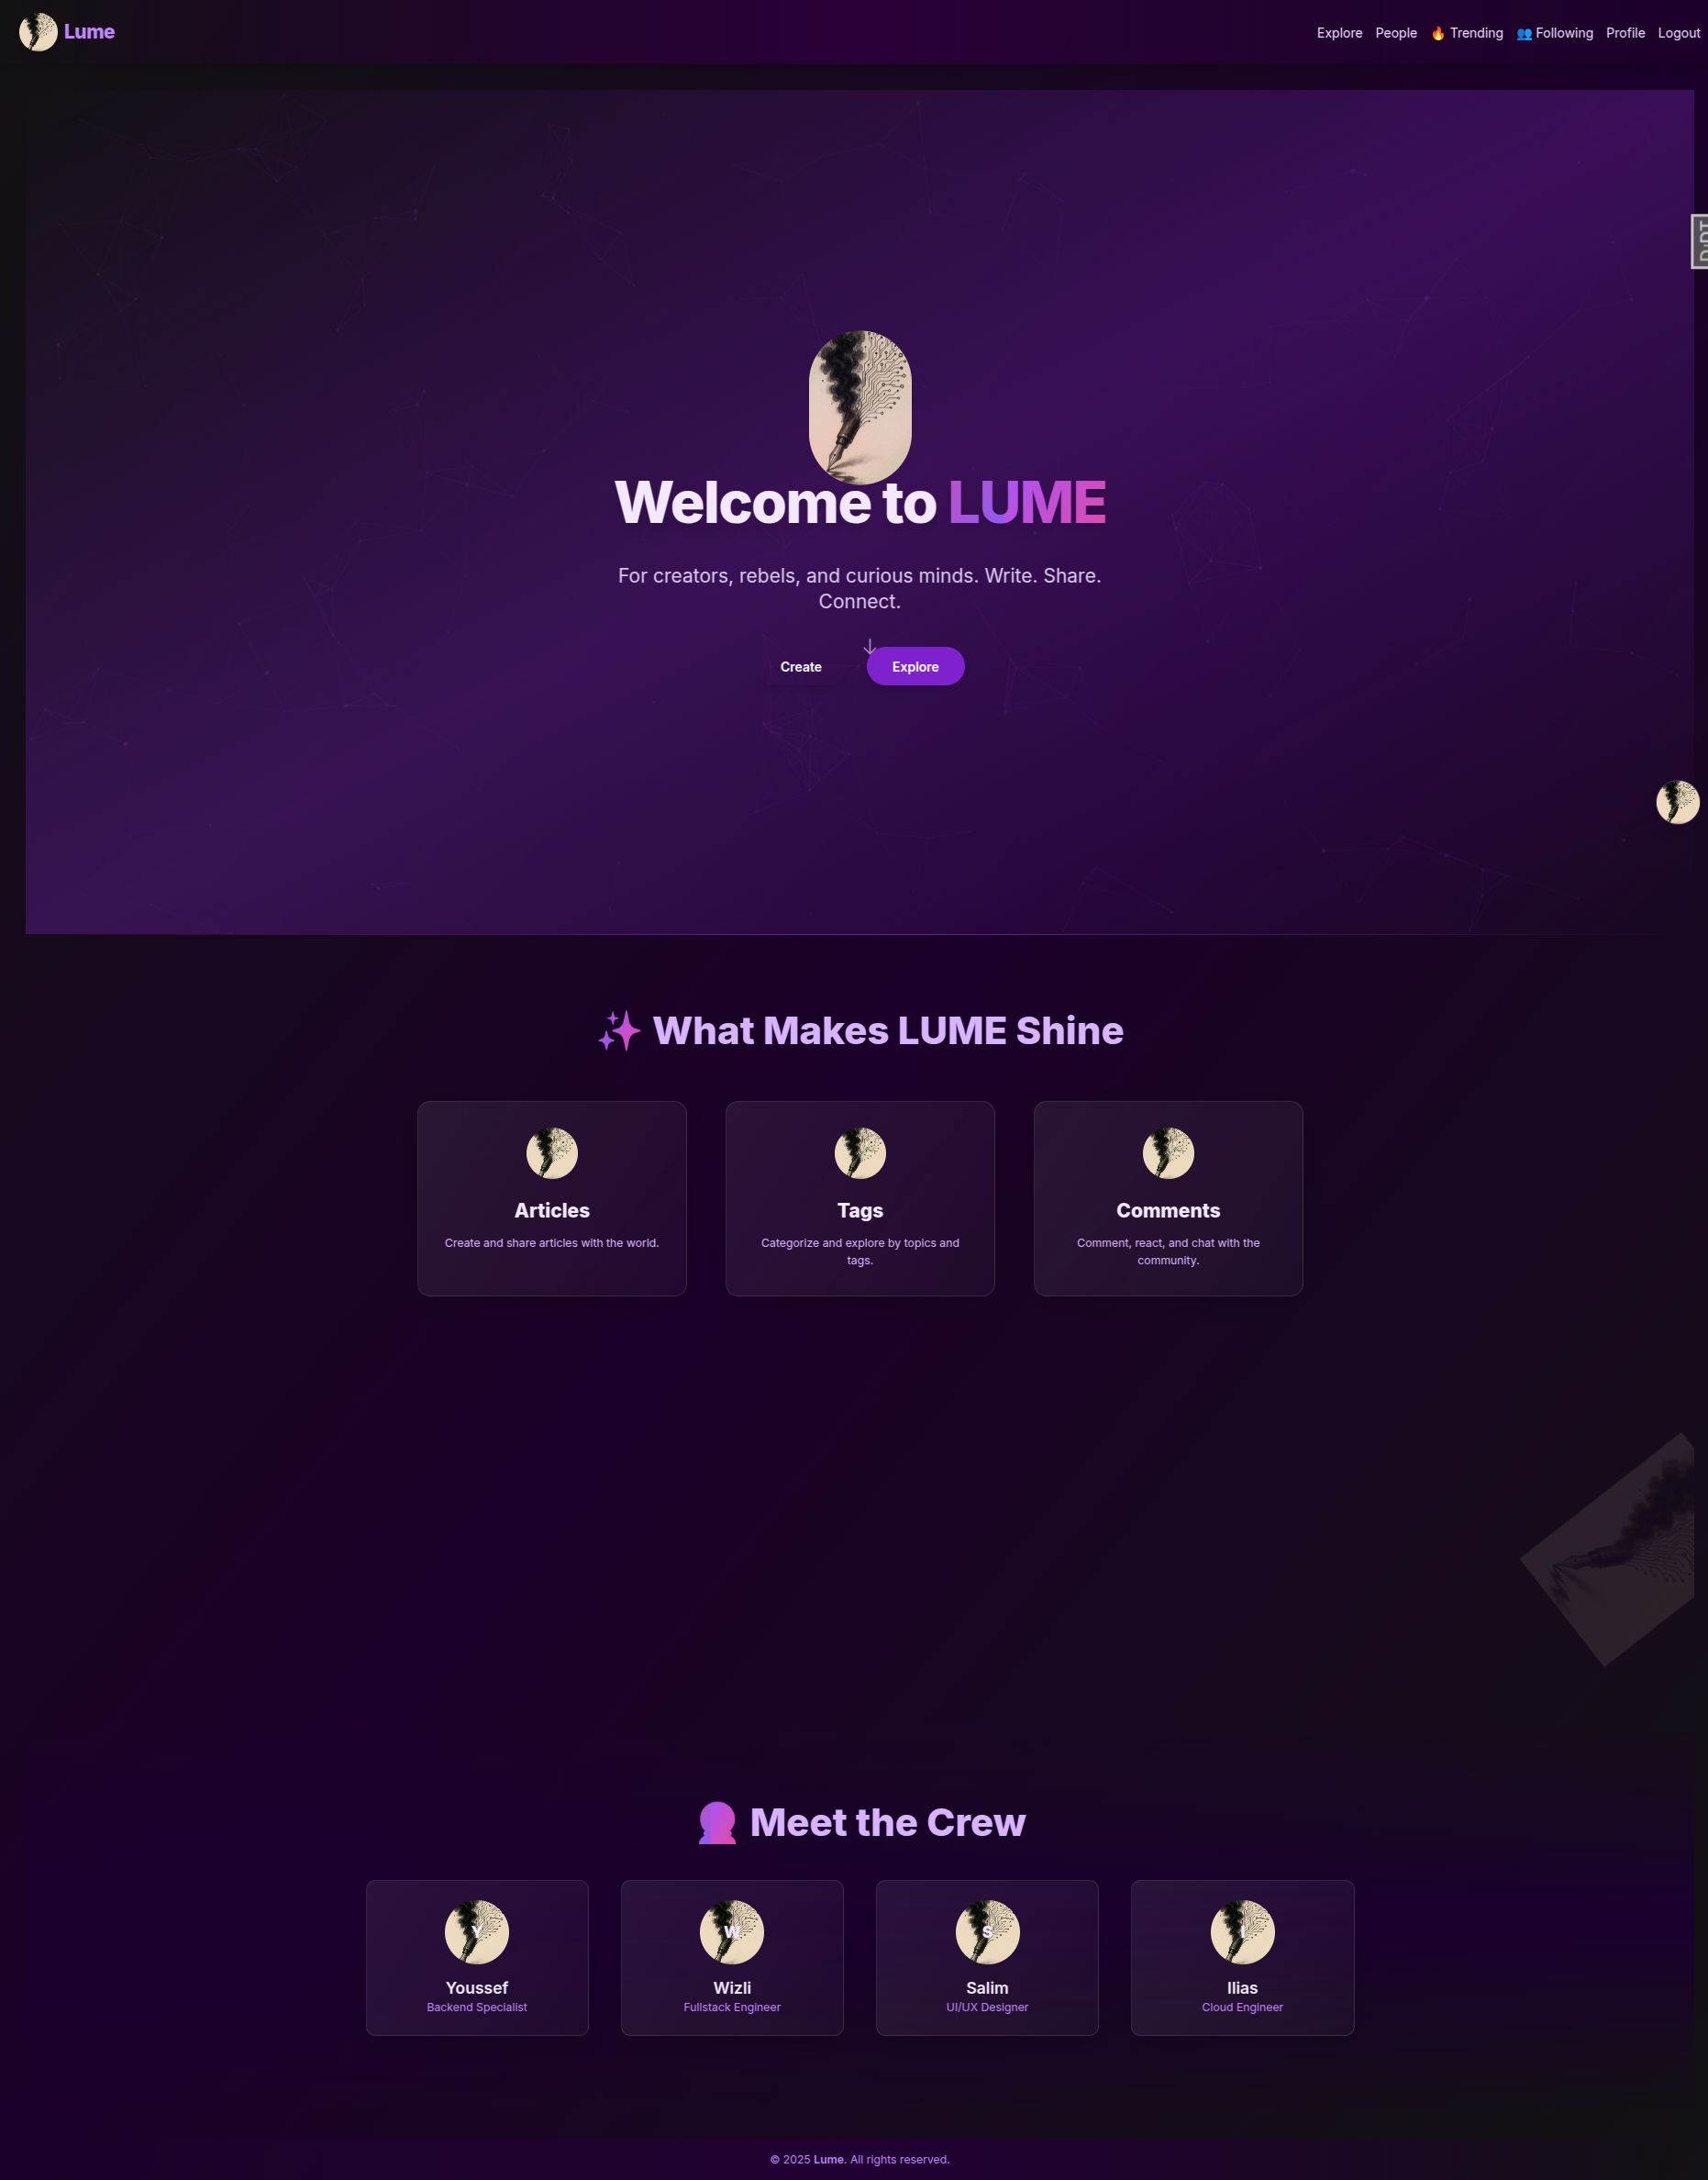 Lume
Explore People 🔥 Trending 👥 Following Profile Logout
DJDT
Welcome to LUME
For creators, rebels, and curious minds. Write. Share.
Connect.
Create
Explore
✨ What Makes LUME Shine
Articles
Create and share articles with the world.
Tags
Categorize and explore by topics and
tags.
Comments
Comment, react, and chat with the
community.
👤 Meet the Crew
Y
Youssef
Backend Specialist
W
Wizli
Fullstack Engineer
S
Salim
UI/UX Designer
I
Ilias
Cloud Engineer
© 2025 Lume. All rights reserved.